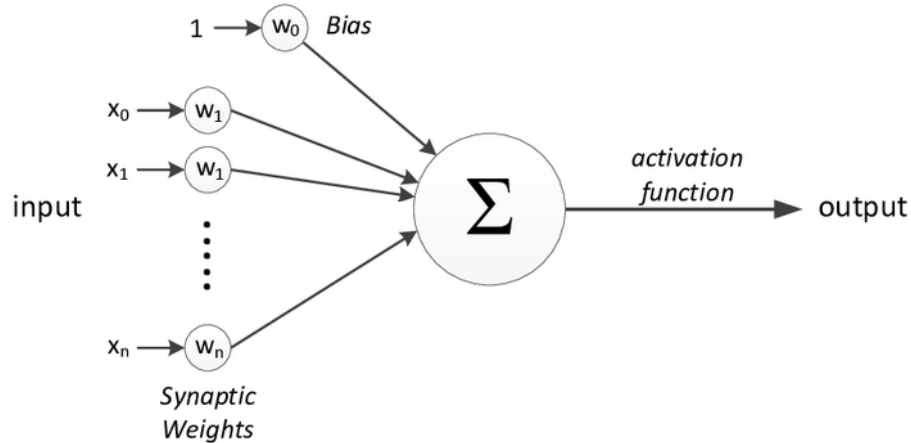 1 w₀ Bias
x₀ w₁
x₁ w₁
activation
function
input Σ output
xₙ wₙ
Synaptic
Weights